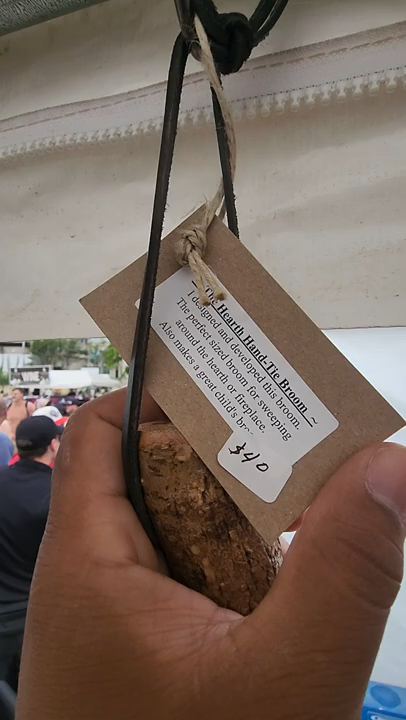 ~ The Hearth Hand-Tie Broom ~
I designed and developed this broom.
The perfect sized broom for sweeping
around the hearth or fireplace.
Also makes a great child's
$40